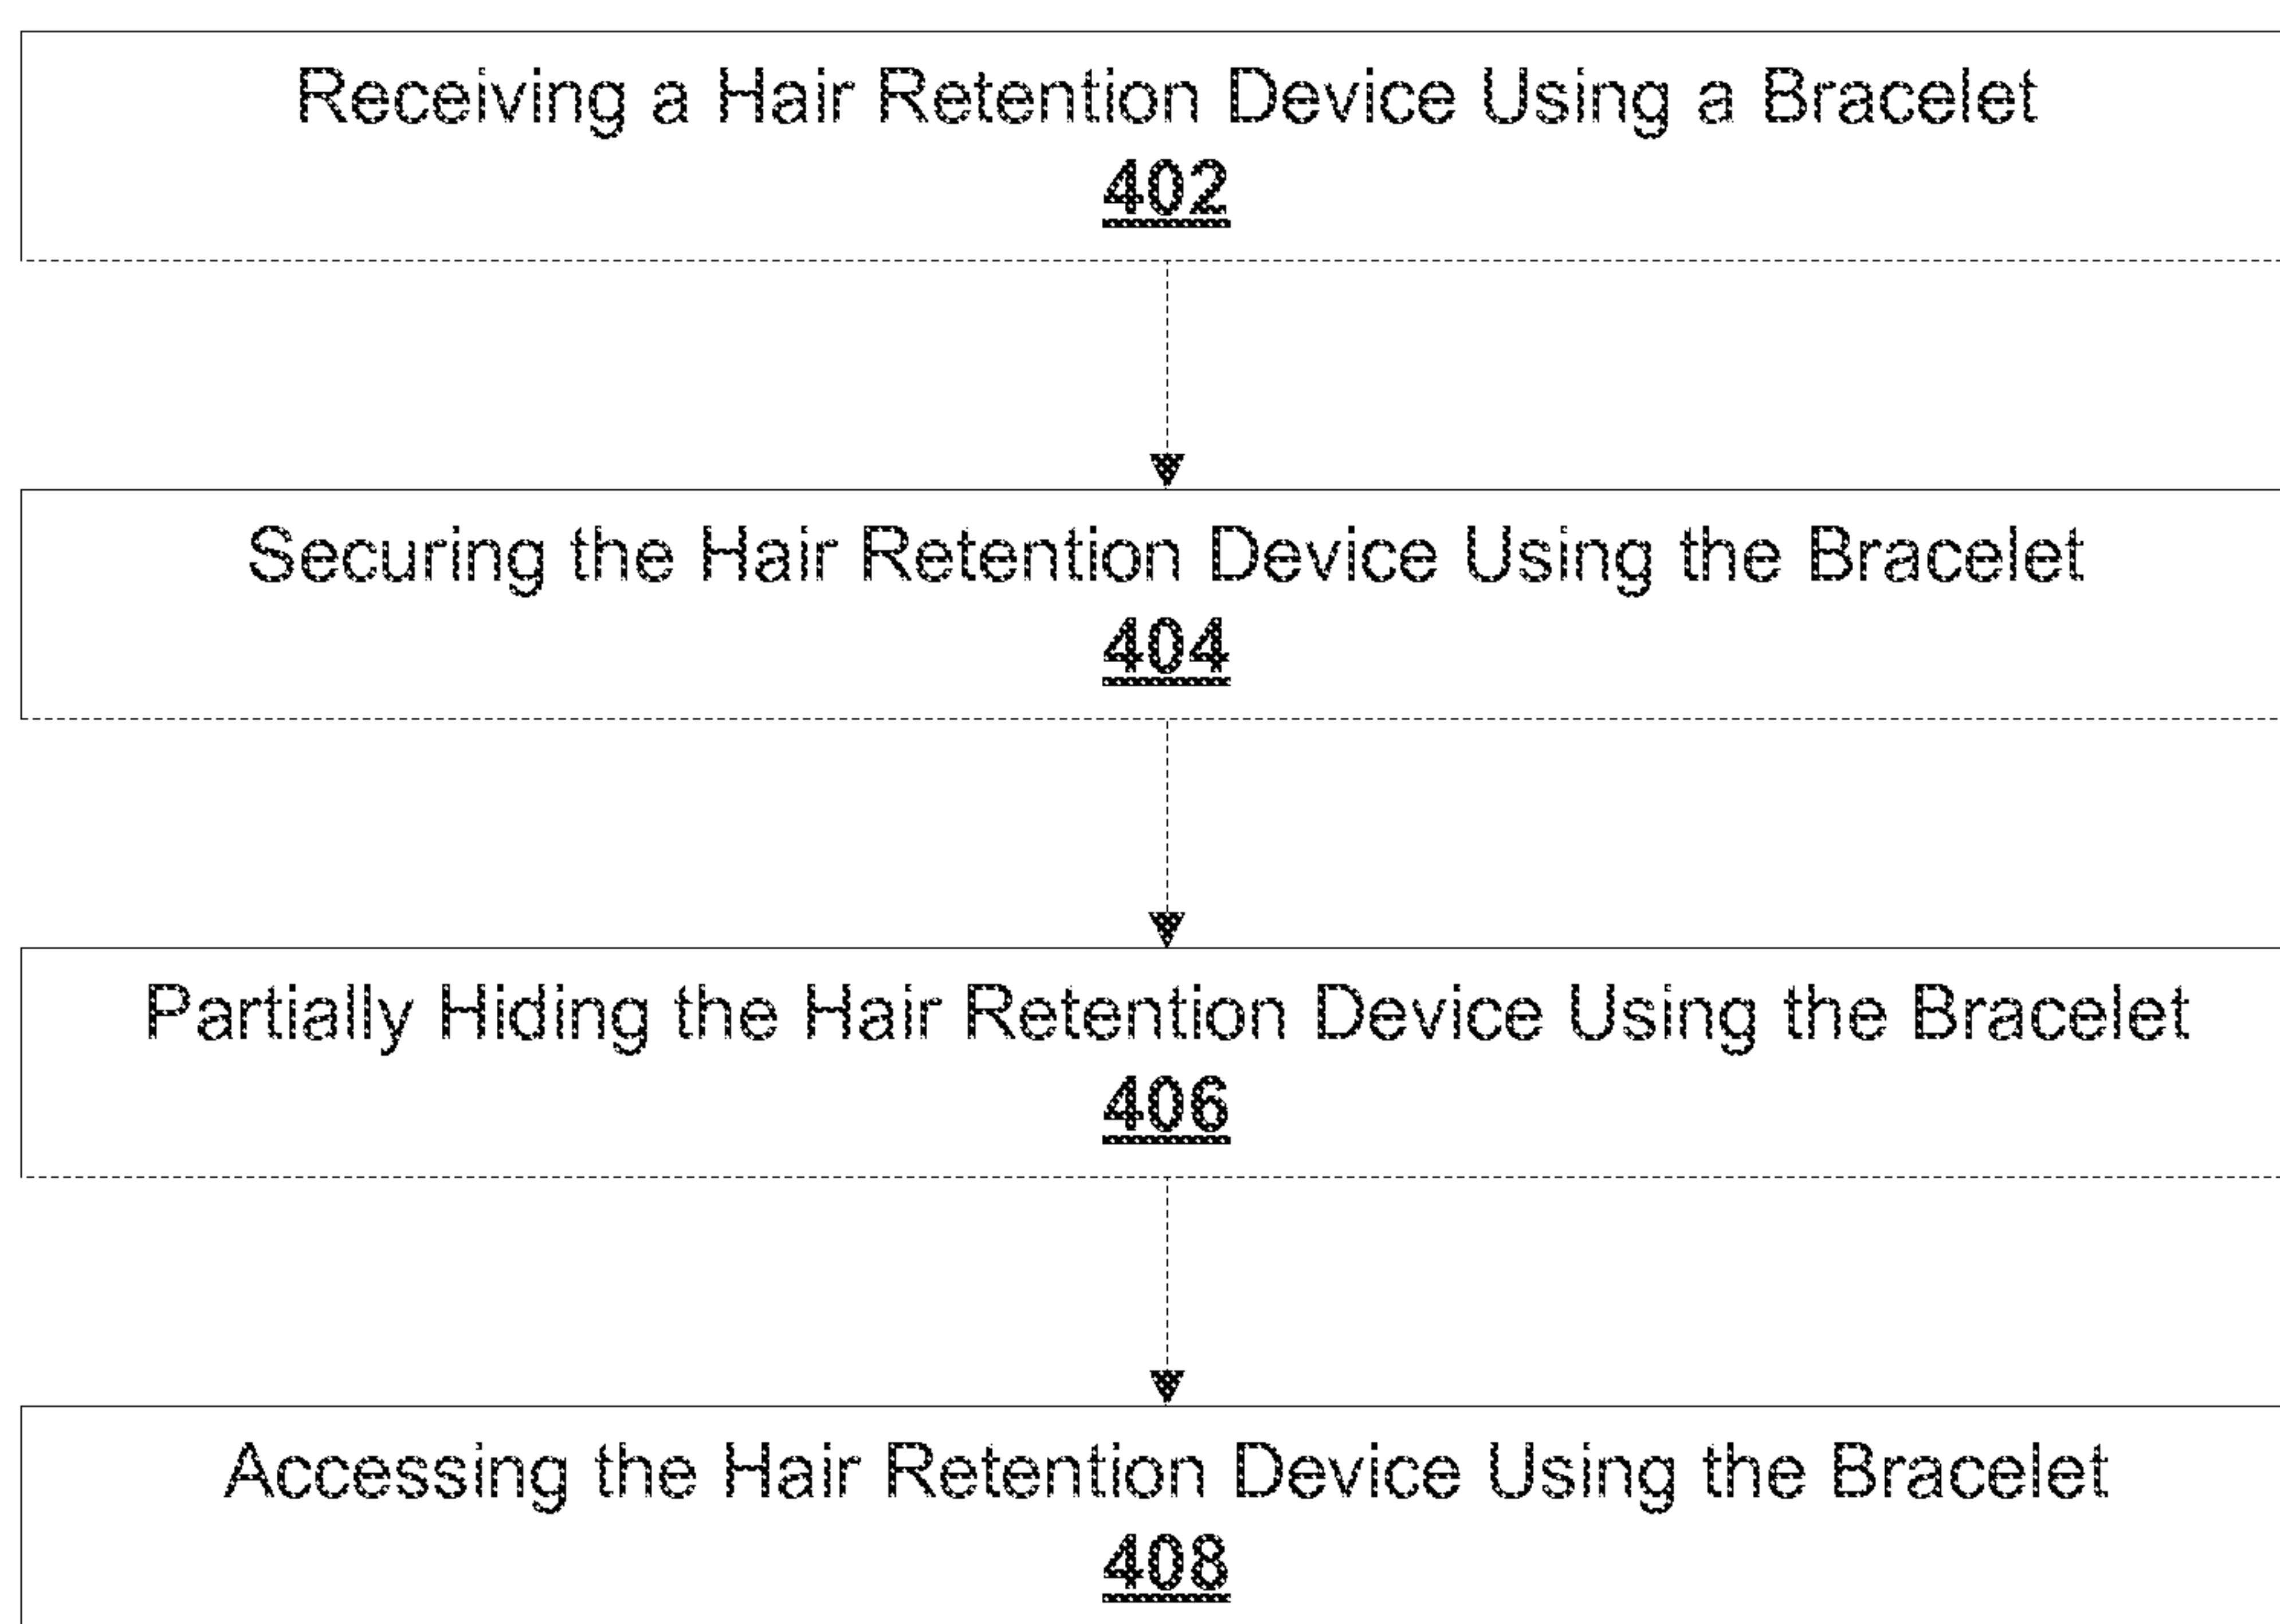 Receiving a Hair Retention Device Using a Bracelet
402
Securing the Hair Retention Device Using the Bracelet
404
Partially Hiding the Hair Retention Device Using the Bracelet
406
Accessing the Hair Retention Device Using the Bracelet
408